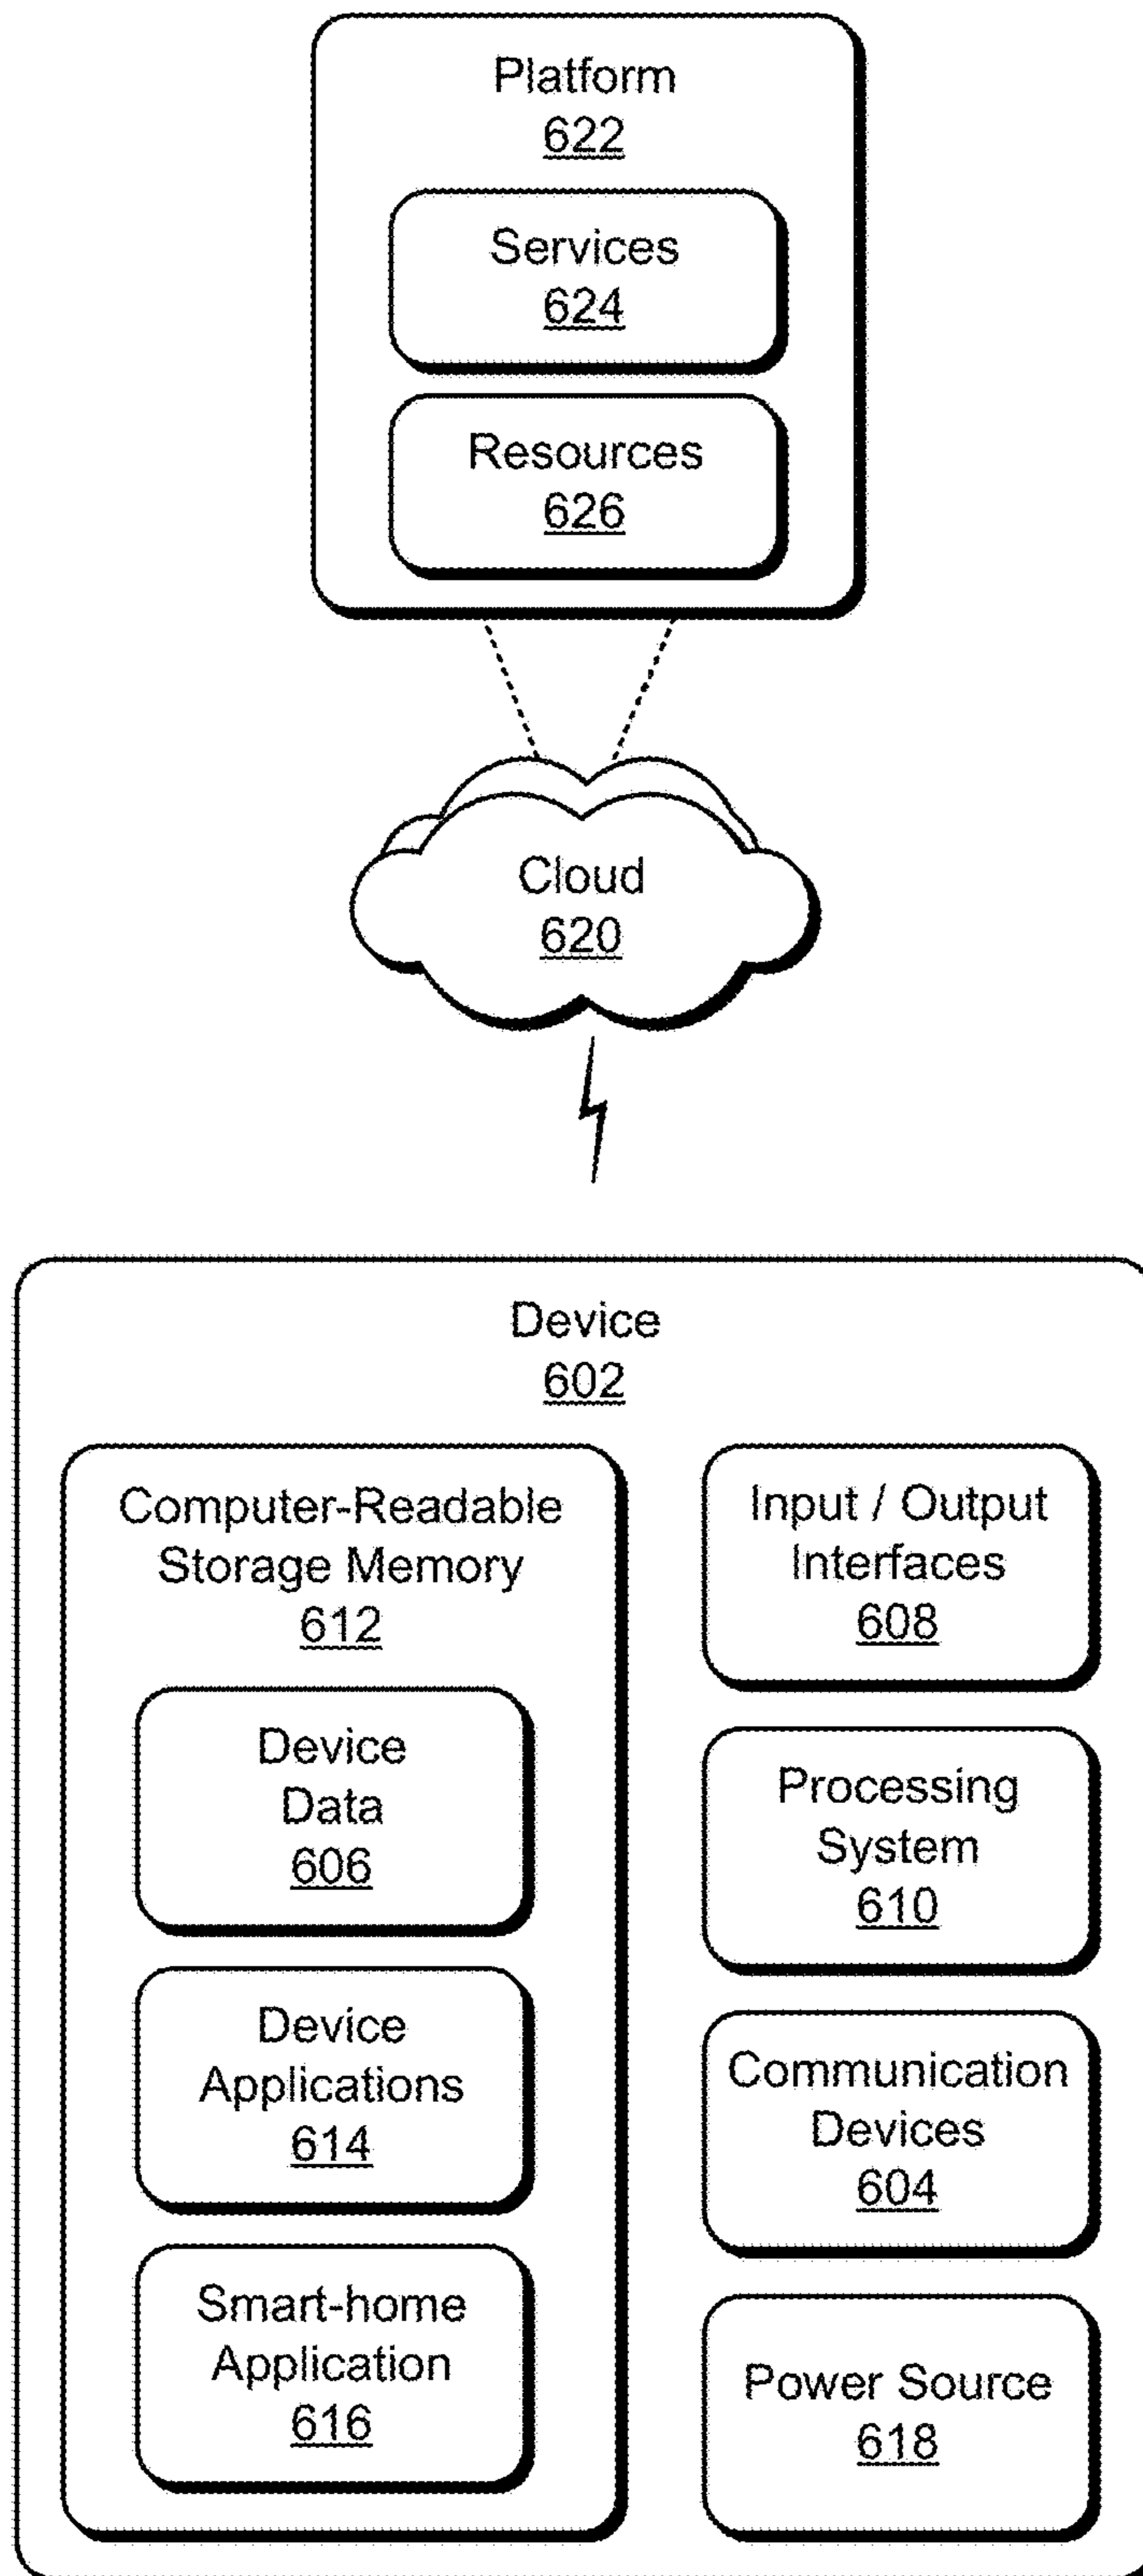 Platform
622
Services
624
Resources
626
Cloud
620
Device
602
Computer-Readable
Storage Memory
612
Device
Data
606
Device
Applications
614
Smart-home
Application
616
Input / Output
Interfaces
608
Processing
System
610
Communication
Devices
604
Power Source
618